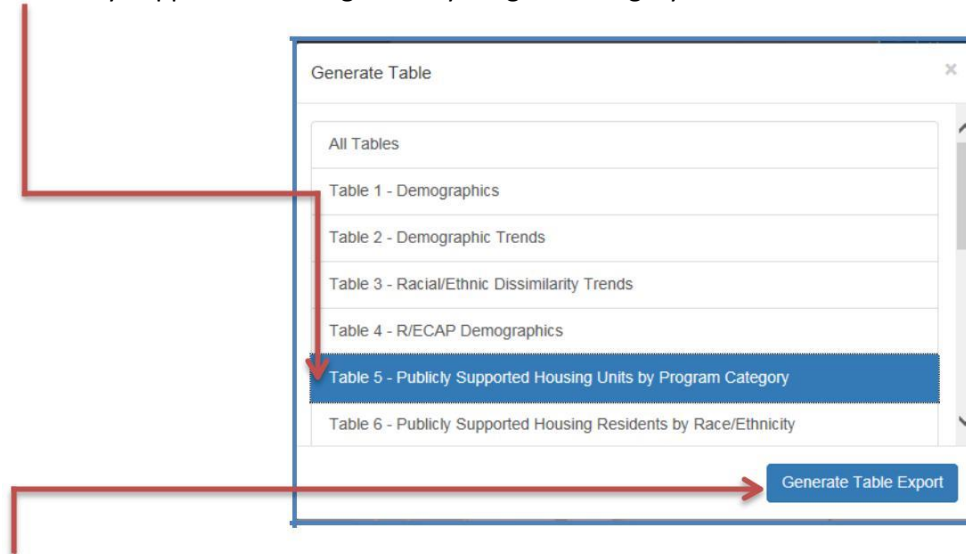 Generate Table
×
All Tables
Table 1 - Demographics
Table 2 - Demographic Trends
Table 3 - Racial/Ethnic Dissimilarity Trends
Table 4 - R/ECAP Demographics
Table 5 - Publicly Supported Housing Units by Program Category
Table 6 - Publicly Supported Housing Residents by Race/Ethnicity
Generate Table Export